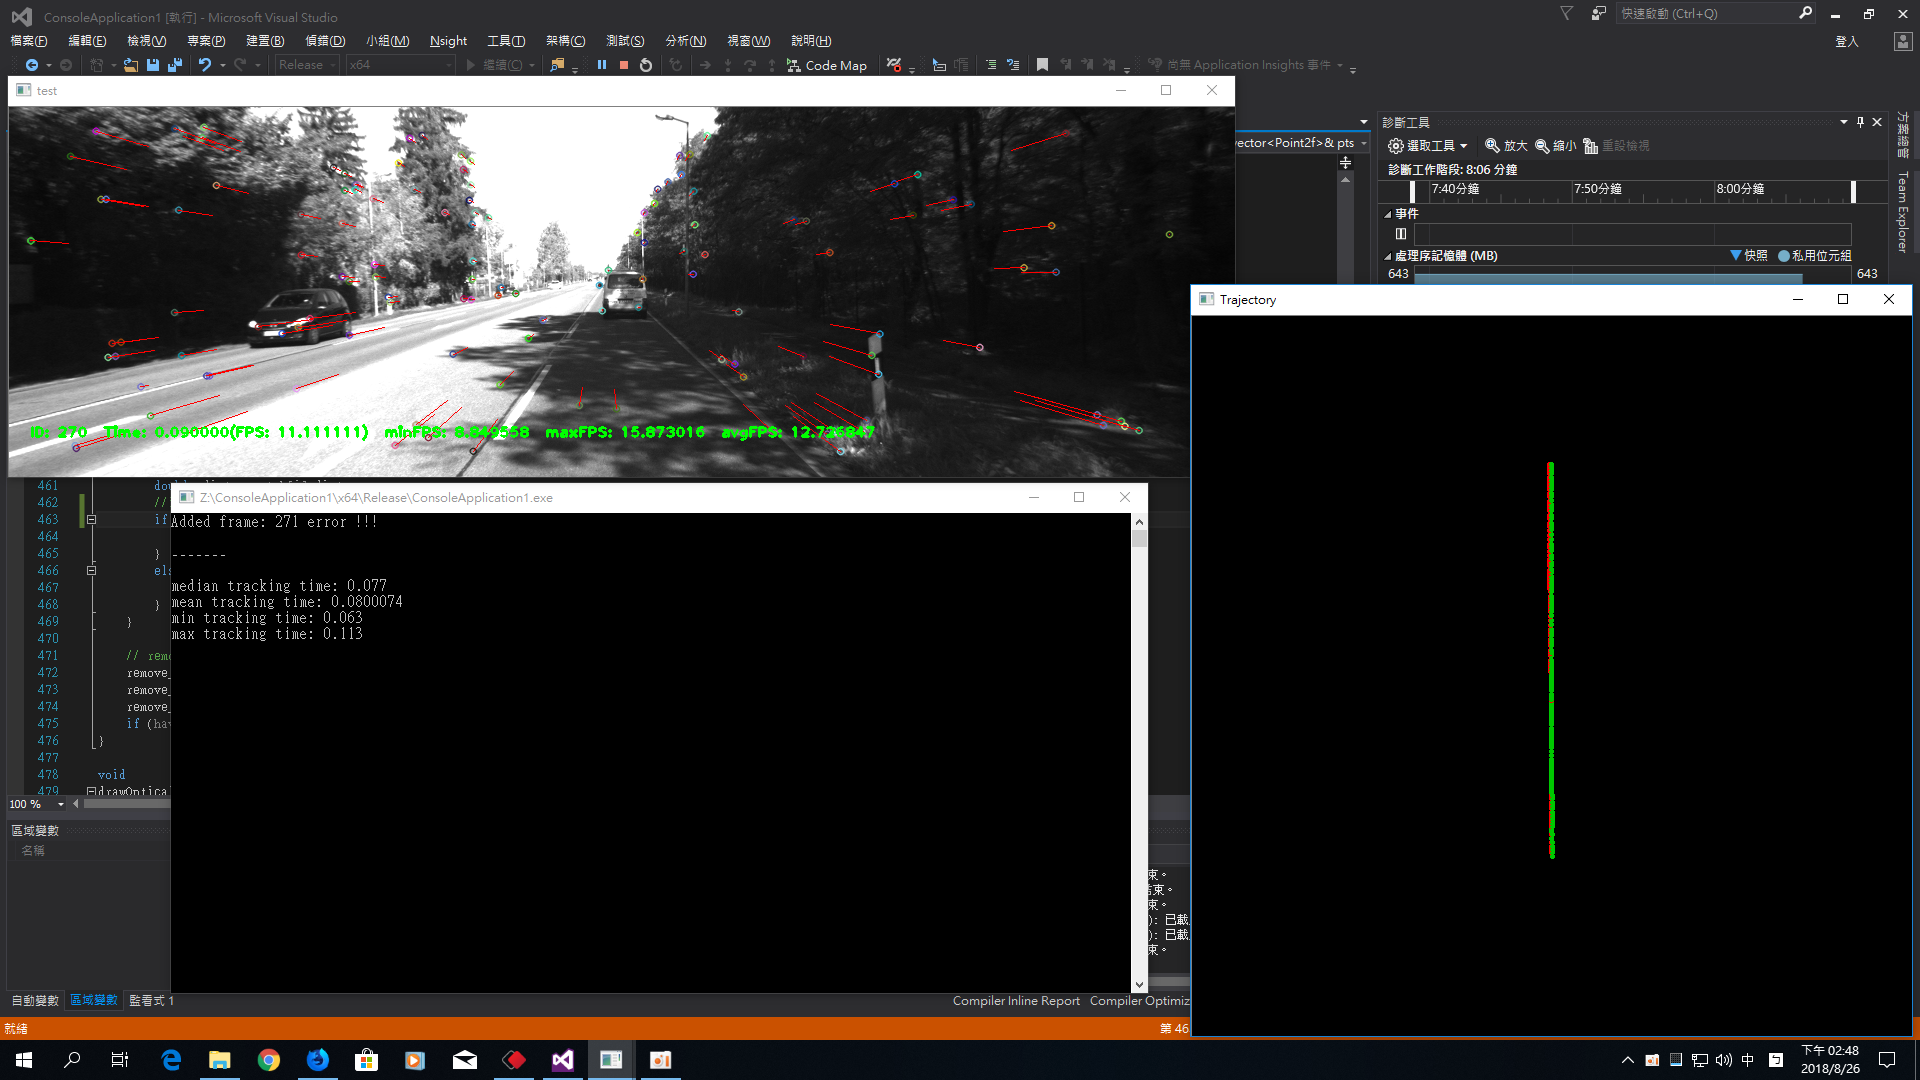 ConsoleApplication1 [執行] - Microsoft Visual Studio
快速啟動 (Ctrl+Q)
檔案(F) 編輯(E) 檢視(V) 專案(P) 建置(B) 偵錯(D) 小組(M) Nsight 工具(T) 架構(C) 測試(S) 分析(N) 視窗(W) 說明(H)
登入
Release x64 繼續(C) Code Map 尚無 Application Insights 事件
test
vector<Point2f>& pts
診斷工具
選取工具 放大 縮小 重設檢視
診斷工作階段: 8:06 分鐘
7:40分鐘 7:50分鐘 8:00分鐘
事件
處理序記憶體 (MB) 快照 私用位元組
643 643
方案總管
Team Explorer
ID: 270 Time: 0.090000(FPS: 11.111111) minFPS: 8.849558 maxFPS: 15.873016 avgFPS: 12.726847
Trajectory
461 dou
462 //
463 if
464
465 }
466 els
467
468 }
469 }
470
471 // rem
472 remove_
473 remove_
474 remove_
475 if (hav
476 }
477
478 void
479 drawOptical
100 %
Z:\ConsoleApplication1\x64\Release\ConsoleApplication1.exe
Added frame: 271 error !!!
-------
median tracking time: 0.077
mean tracking time: 0.0800074
min tracking time: 0.063
max tracking time: 0.113
區域變數
名稱
束。
結束。
束。
): 已載
): 已載
束。
自動變數 區域變數 監看式 1
Compiler Inline Report Compiler Optimiz
就緒
第 46
中
下午 02:48
2018/8/26